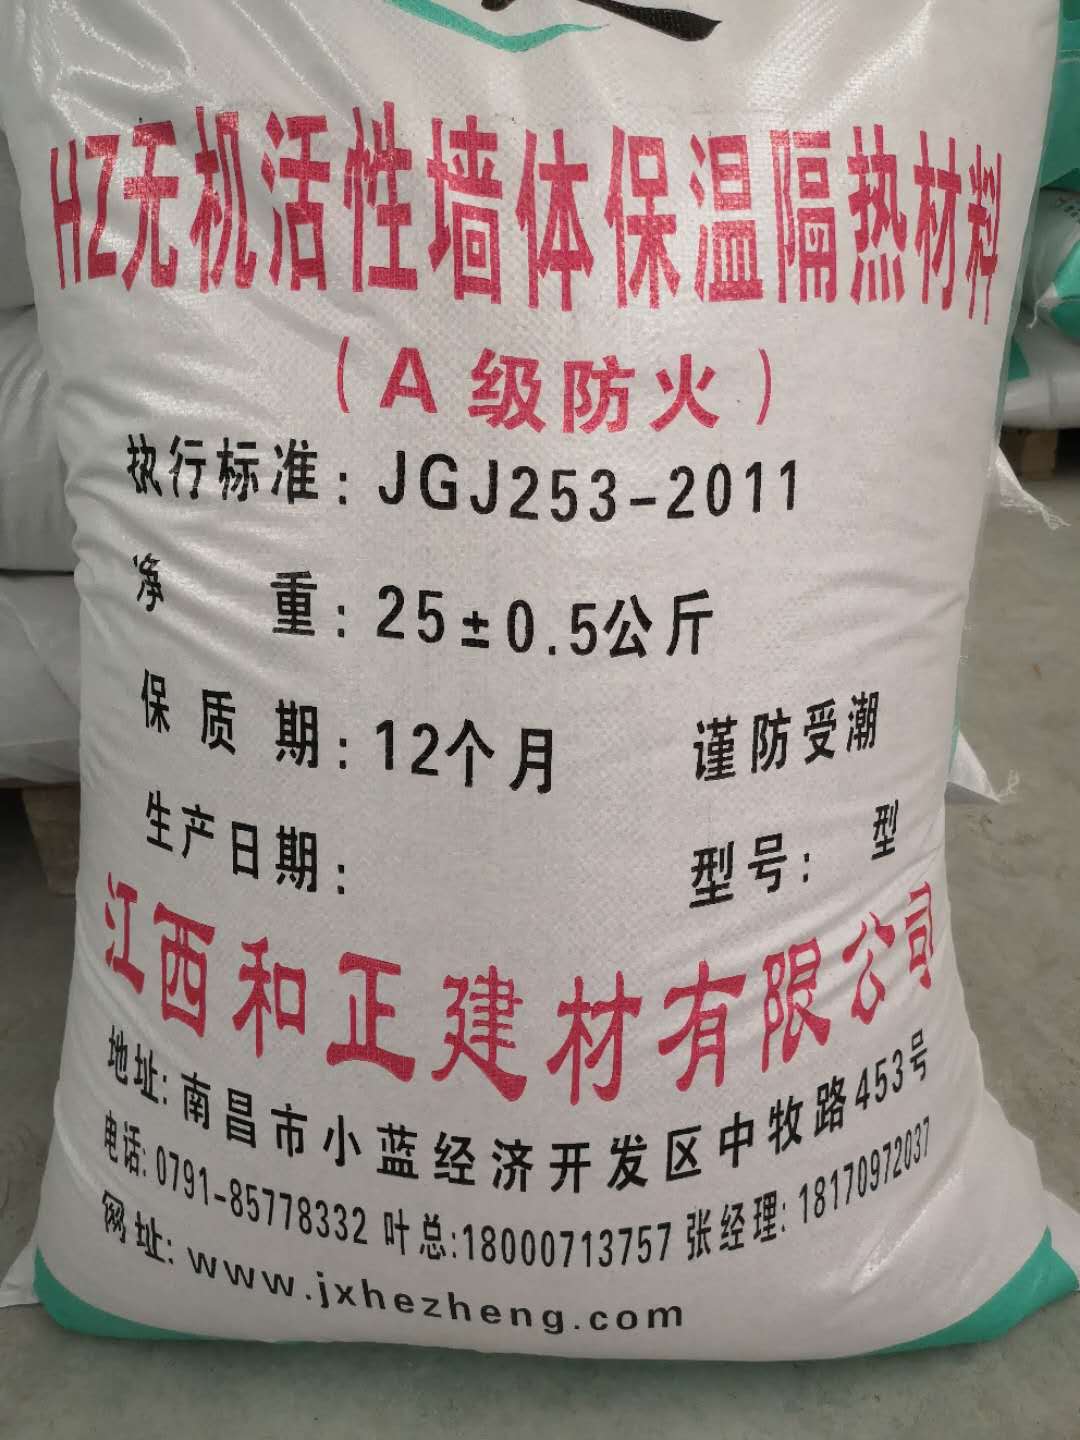 HZ无机活性墙体保温隔热材料
(A级防火)
执行标准:JGJ253-2011
净 重:25±0.5公斤
保质期:12个月 谨防受潮
生产日期: 型号: 型
江西和正建材有限公司
地址:南昌市小蓝经济开发区中牧路453号
电话:0791-85778332 叶总:18000713757 张经理:18170972037
网址:www.jxhezheng.com